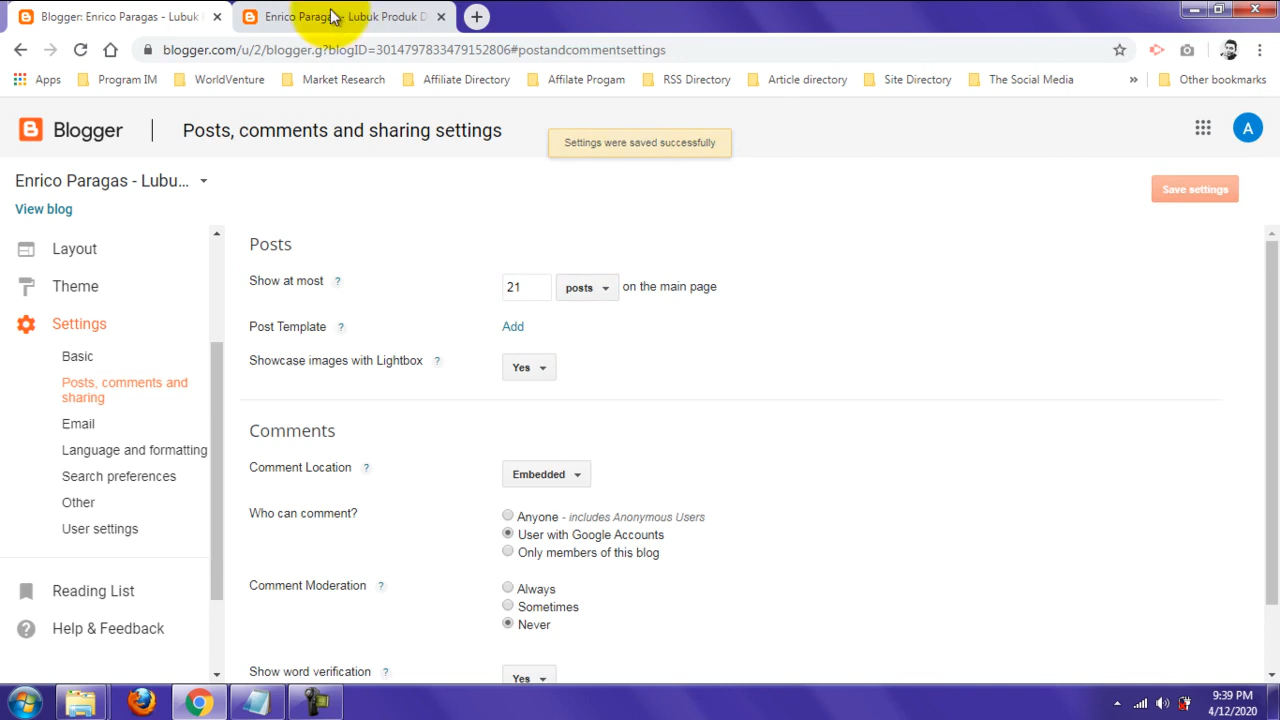 Blogger: Enrico Paragas - Lubuk
Enrico Paragas - Lubuk Produk D
blogger.com/u/2/blogger.g?blogID=3014797833479152806#postandcommentsettings
Apps
Program IM
WorldVenture
Market Research
Affiliate Directory
Affilate Progam
RSS Directory
Article directory
Site Directory
The Social Media
»
Other bookmarks
Blogger
Posts, comments and sharing settings
Settings were saved successfully
A
Enrico Paragas - Lubu...
View blog
Save settings
Layout
Theme
Settings
Basic
Posts, comments and
sharing
Email
Language and formatting
Search preferences
Other
User settings
Reading List
Help & Feedback
Posts
Show at most ? 21 posts on the main page
Post Template ? Add
Showcase images with Lightbox ? Yes
Comments
Comment Location ? Embedded
Who can comment? Anyone - includes Anonymous Users
User with Google Accounts
Only members of this blog
Comment Moderation ? Always
Sometimes
Never
Show word verification ? Yes
9:39 PM
4/12/2020